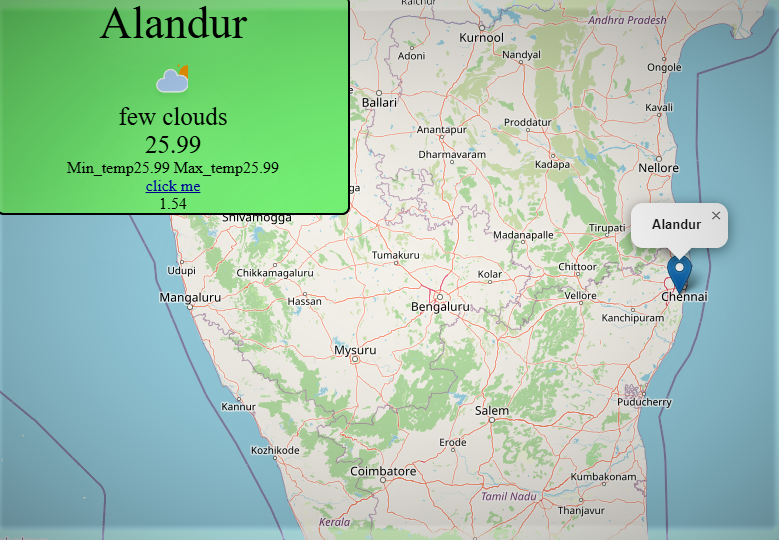 Alandur
few clouds
25.99
Min_temp25.99 Max_temp25.99
click me
1.54
Raichur
Andhra Pradesh
Kurnool
Adoni
Nandyal
Ongole
Ballari
Kavali
Proddatur
Anantapur
Dharmavaram
Kadapa
Nellore
Shivamogga
Alandur ×
Tirupati
Madanapalle
Tumakuru
Udupi
Chikkamagaluru
Kolar
Chittoor
Mangaluru
Hassan
Bengaluru
Vellore
Chennai
Kanchipuram
Mysuru
Puducherry
Kannur
Salem
Erode
Kozhikode
Coimbatore
Kumbakonam
Tamil Nadu
Thanjavur
Kerala